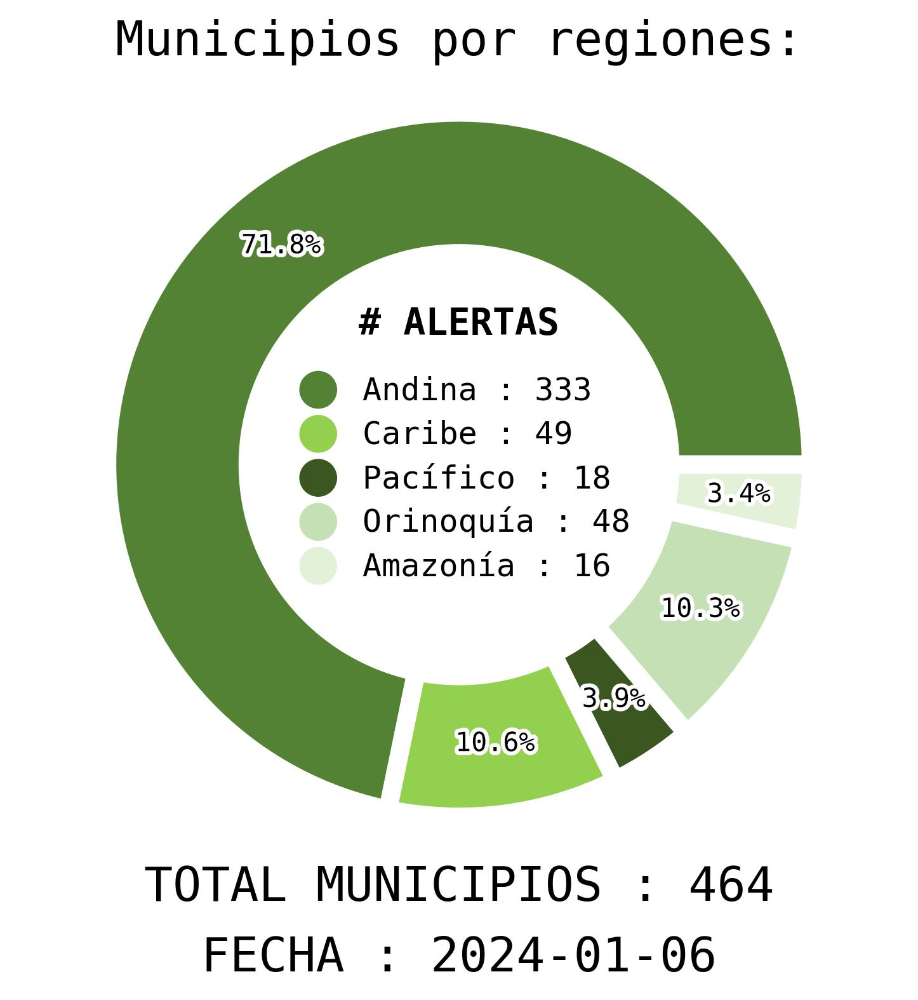 Municipios por regiones:
71.8%
# ALERTAS
Andina : 333
Caribe : 49
Pacífico : 18
Orinoquía : 48
Amazonía : 16
3.4%
10.3%
3.9%
10.6%
TOTAL MUNICIPIOS : 464
FECHA : 2024-01-06